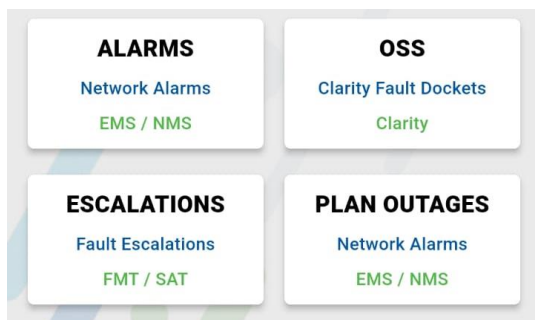 ALARMS
Network Alarms
EMS / NMS
OSS
Clarity Fault Dockets
Clarity
ESCALATIONS
Fault Escalations
FMT / SAT
PLAN OUTAGES
Network Alarms
EMS / NMS